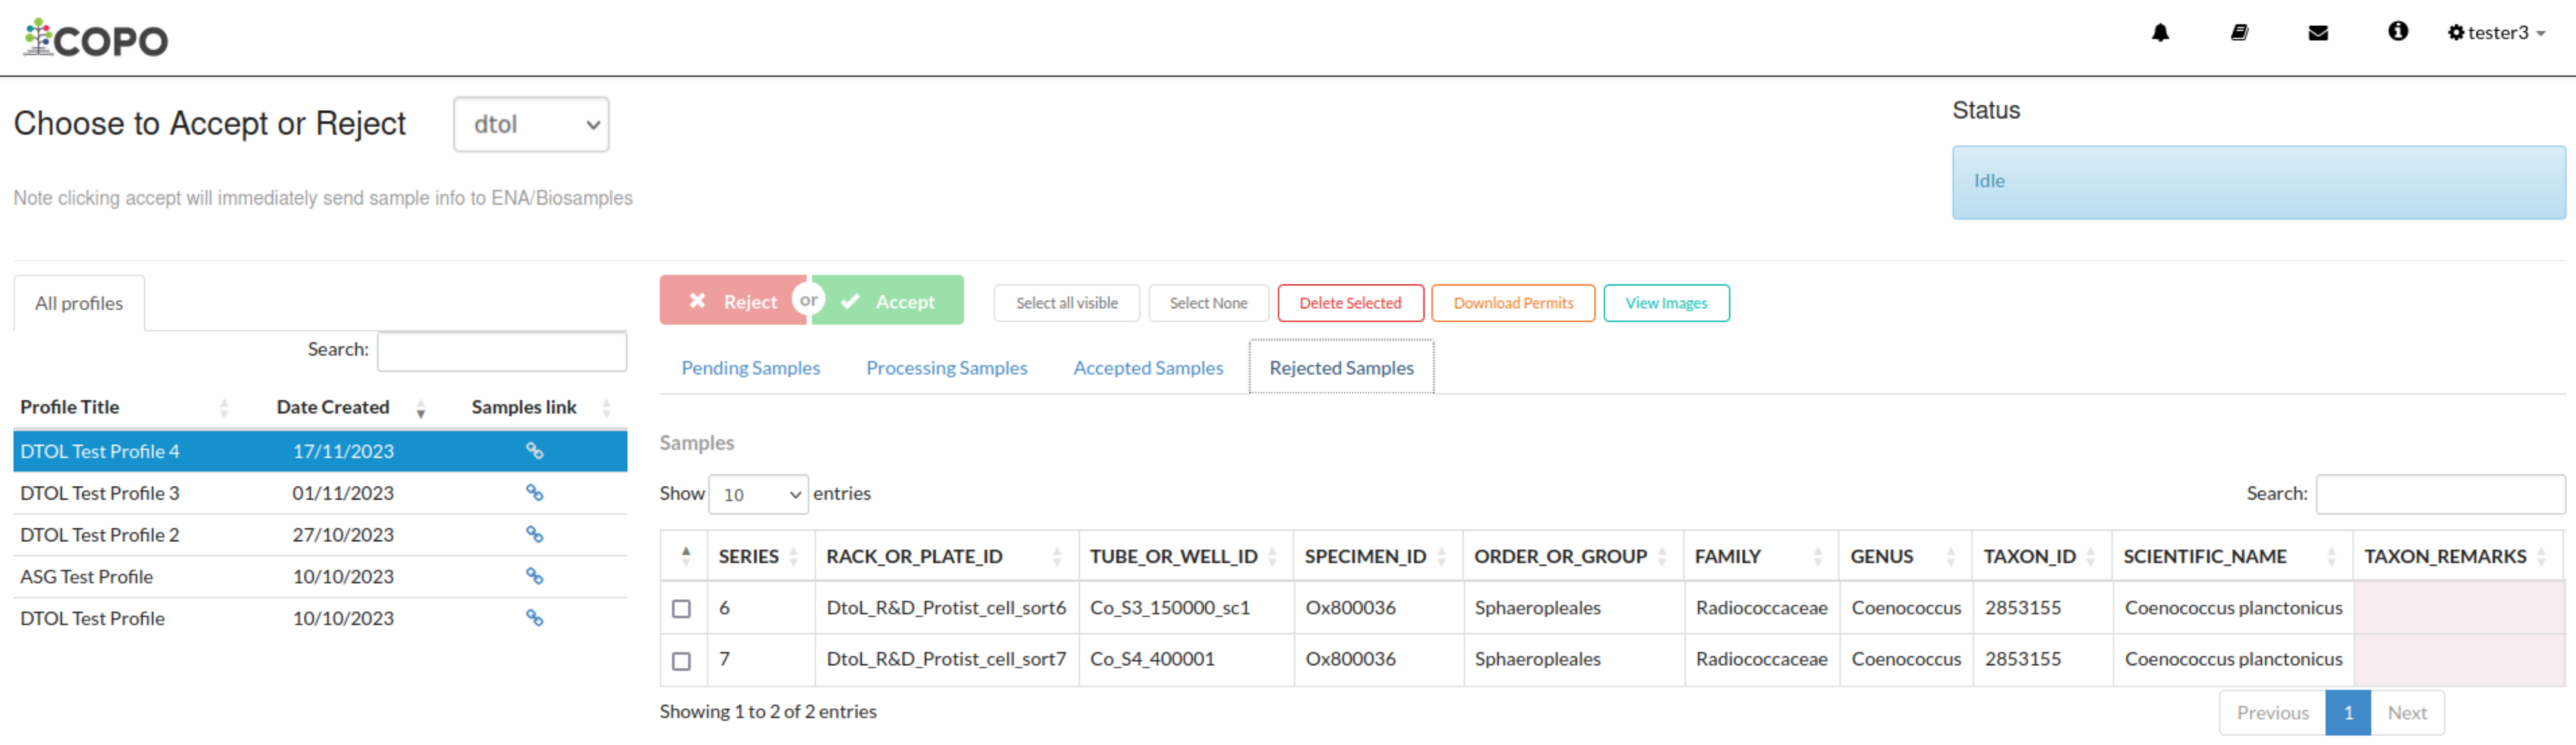 COPO
tester3
Choose to Accept or Reject
dtol
Status
Idle
Note clicking accept will immediately send sample info to ENA/Biosamples
All profiles
Search:
Profile Title Date Created Samples link
DTOL Test Profile 4 17/11/2023
DTOL Test Profile 3 01/11/2023
DTOL Test Profile 2 27/10/2023
ASG Test Profile 10/10/2023
DTOL Test Profile 10/10/2023
Reject or Accept
Select all visible
Select None
Delete Selected
Download Permits
View Images
Pending Samples
Processing Samples
Accepted Samples
Rejected Samples
Samples
Show 10 entries
Search:
SERIES RACK_OR_PLATE_ID TUBE_OR_WELL_ID SPECIMEN_ID ORDER_OR_GROUP FAMILY GENUS TAXON_ID SCIENTIFIC_NAME TAXON_REMARKS
6 DtoL_R&D_Protist_cell_sort6 Co_S3_150000_sc1 Ox800036 Sphaeropleales Radiococcaceae Coenococcus 2853155 Coenococcus planctonicus
7 DtoL_R&D_Protist_cell_sort7 Co_S4_400001 Ox800036 Sphaeropleales Radiococcaceae Coenococcus 2853155 Coenococcus planctonicus
Showing 1 to 2 of 2 entries
Previous 1 Next